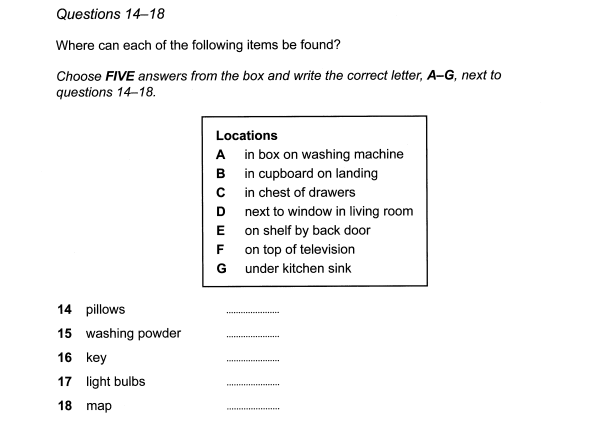 Questions 14–18
Where can each of the following items be found?
Choose FIVE answers from the box and write the correct letter, A–G, next to
questions 14–18.
Locations
A in box on washing machine
B in cupboard on landing
C in chest of drawers
D next to window in living room
E on shelf by back door
F on top of television
G under kitchen sink
14 pillows ......................
15 washing powder ......................
16 key ......................
17 light bulbs ......................
18 map ......................